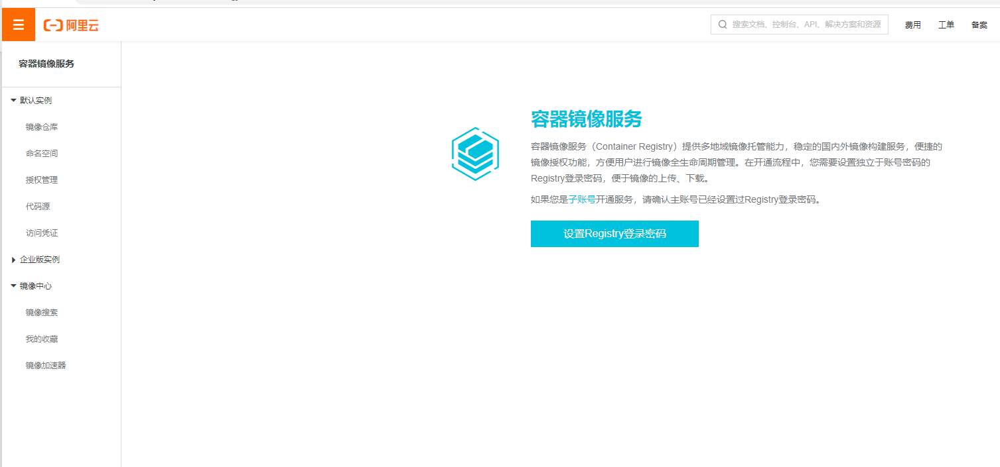 阿里云
搜索文档、控制台、API、解决方案和资源
费用
工单
备案
容器镜像服务
默认实例
镜像仓库
命名空间
授权管理
代码源
访问凭证
企业版实例
镜像中心
镜像搜索
我的收藏
镜像加速器
容器镜像服务
容器镜像服务（Container Registry）提供多地域镜像托管能力，稳定的国内外镜像构建服务，便捷的
镜像授权功能，方便用户进行镜像全生命周期管理。在开通流程中，您需要设置独立于账号密码的
Registry登录密码，便于镜像的上传、下载。
如果您是子账号开通服务，请确认主账号已经设置过Registry登录密码。
设置Registry登录密码